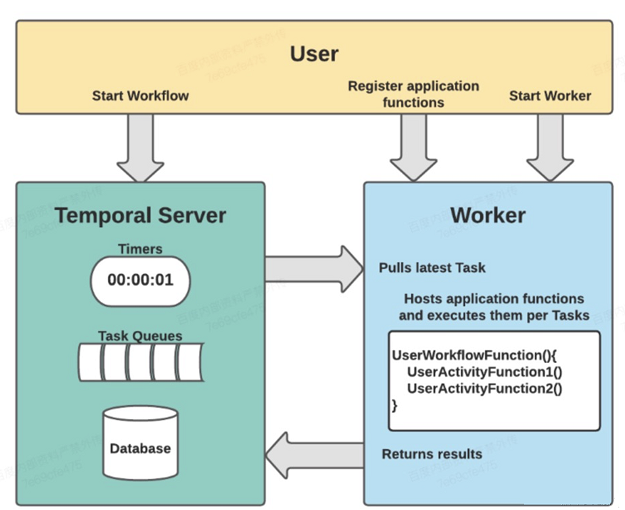 User
Start Workflow
Register application
functions
Start Worker
Temporal Server
Timers
00:00:01
Task Queues
Database
Worker
Pulls latest Task
Hosts application functions
and executes them per Tasks
UserWorkflowFunction(){
UserActivityFunction1()
UserActivityFunction2()
}
Returns results